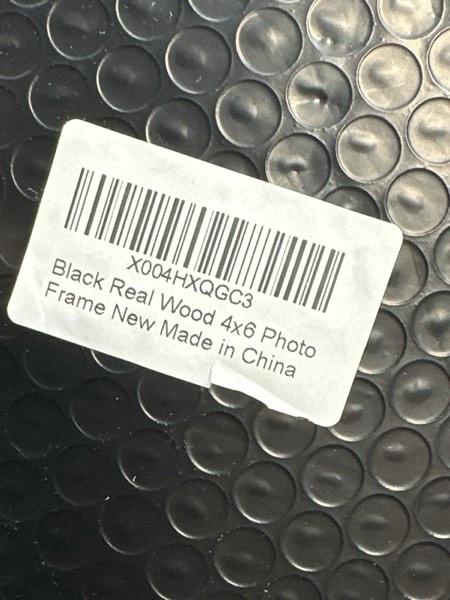 X004HXQGC3
Black Real Wood 4x6 Photo
Frame New Made in China